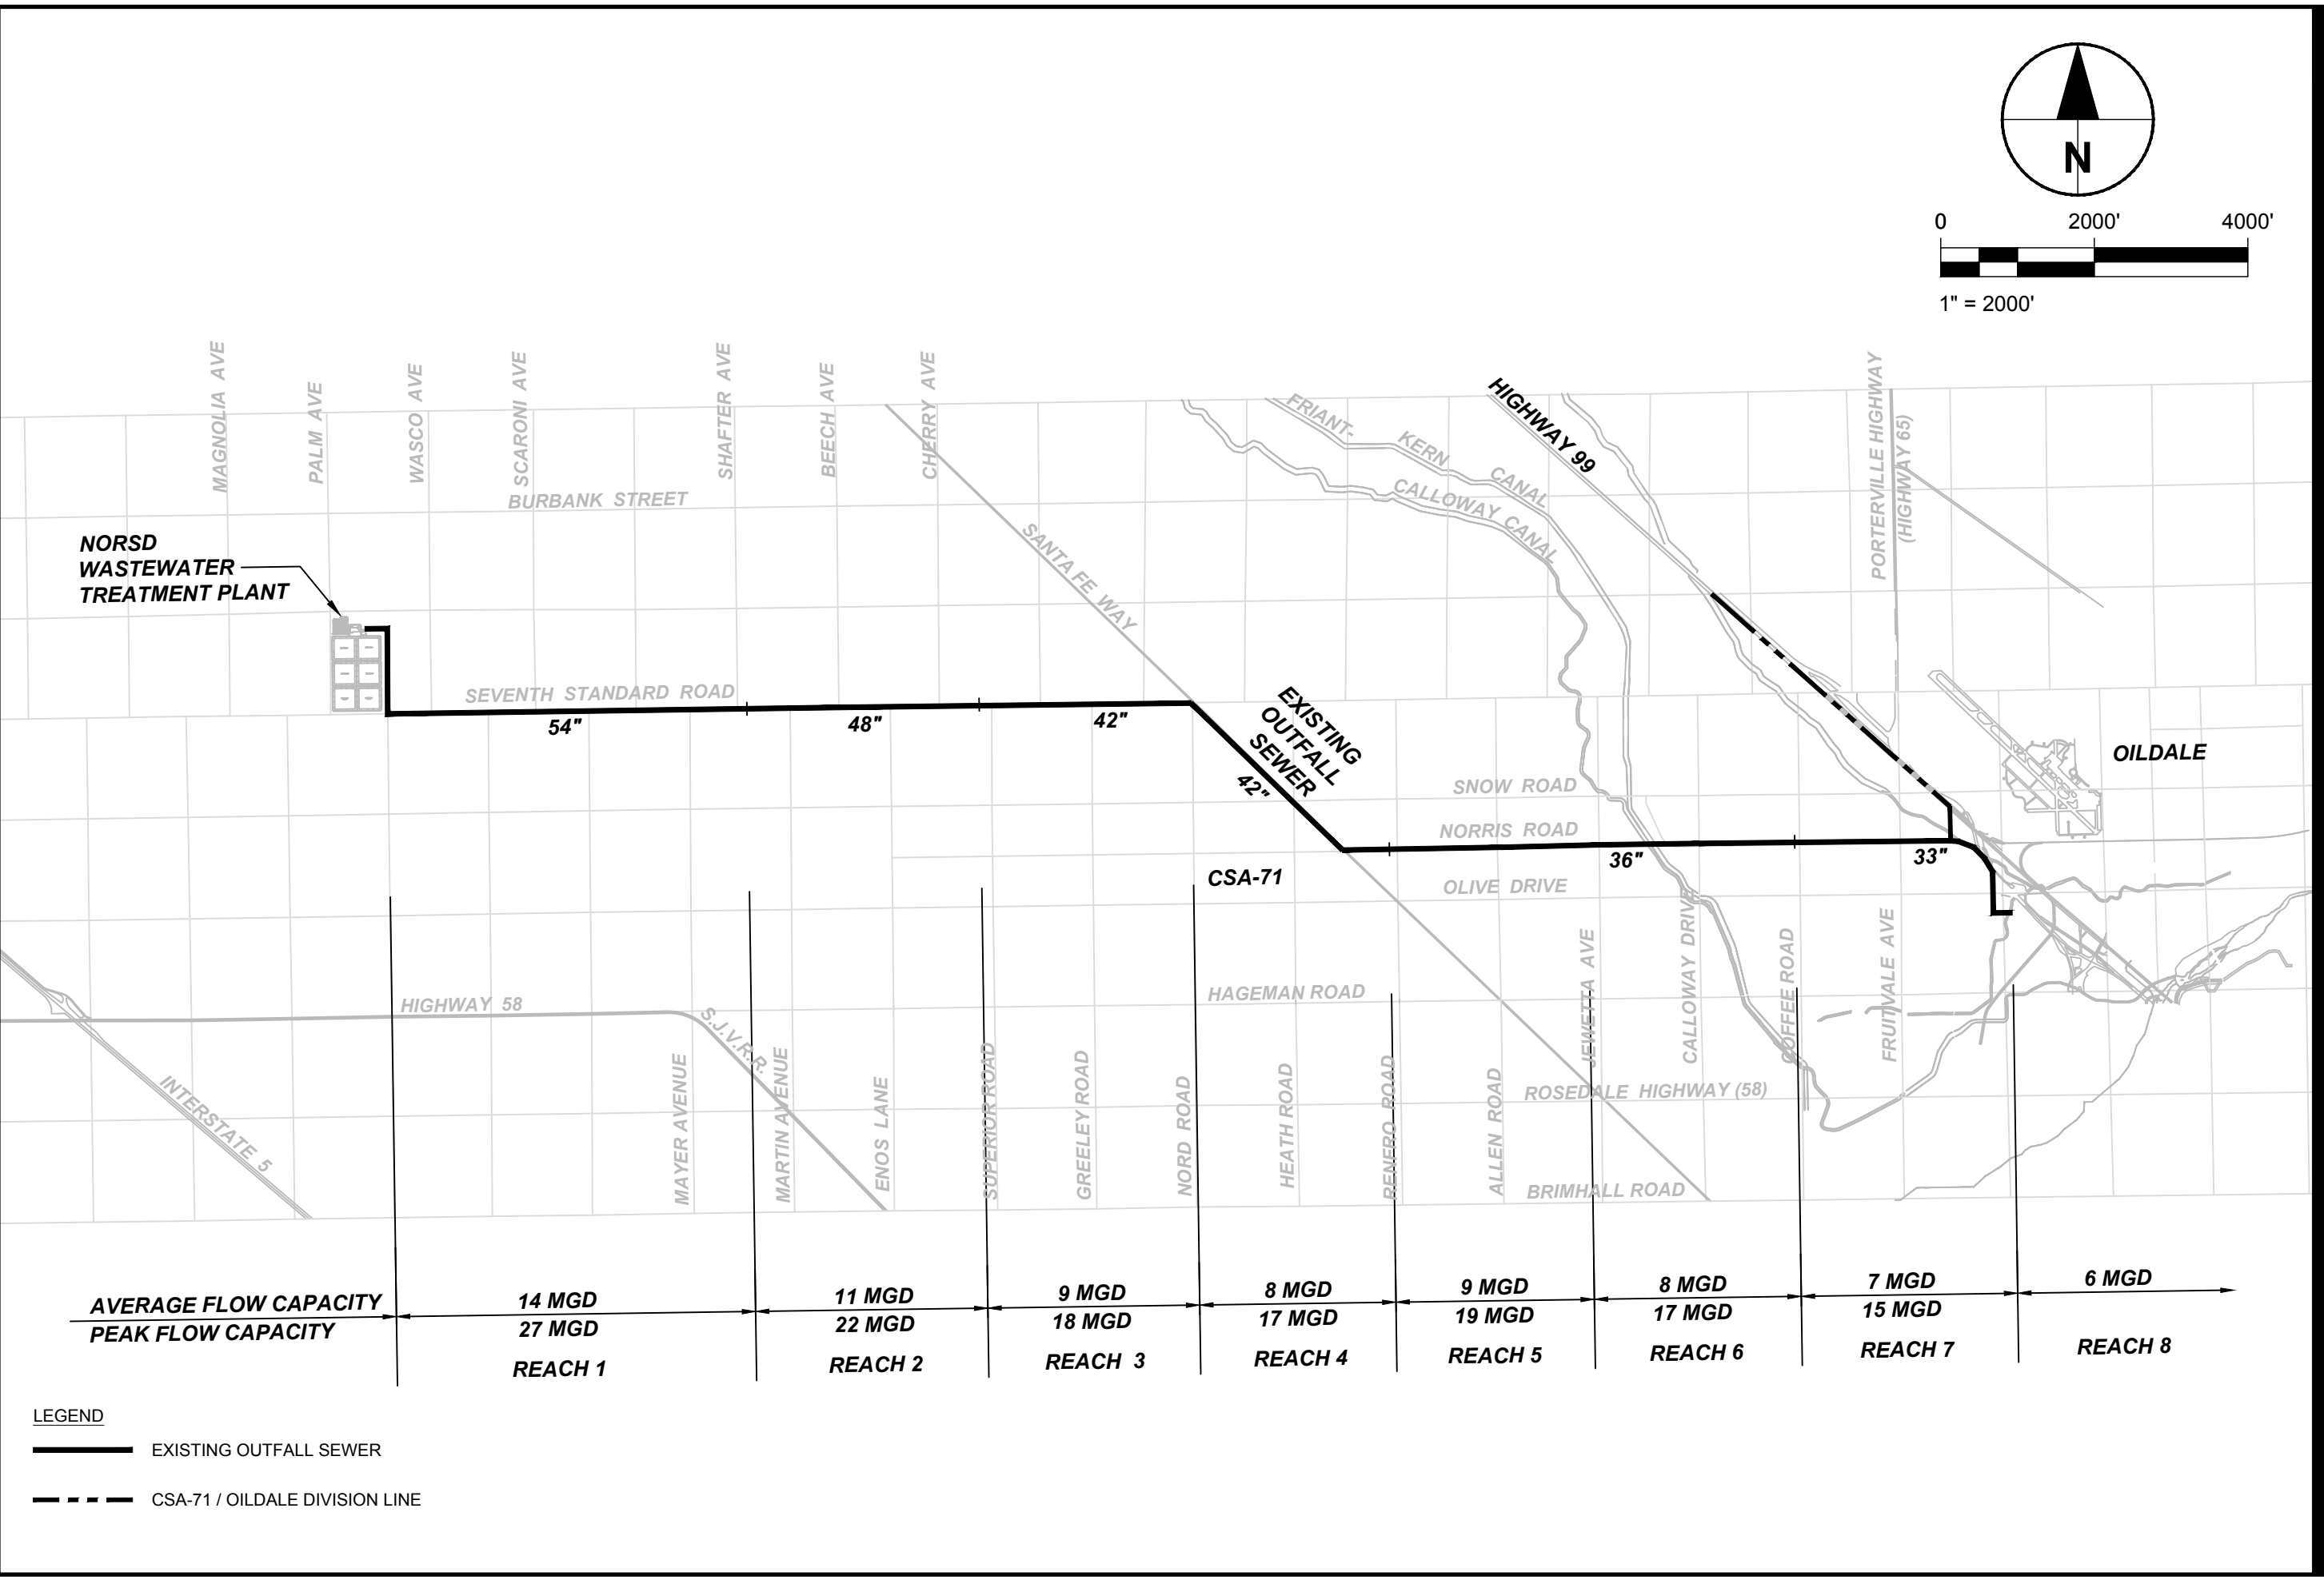 N
0 2000' 4000'
1" = 2000'
MAGNOLIA AVE
PALM AVE
WASCO AVE
SCARONI AVE
SHAFTER AVE
BEECH AVE
CHERRY AVE
FRIANT-
KERN
CANAL
CALLOWAY CANAL
HIGHWAY 99
PORTERVILLE HIGHWAY
(HIGHWAY 65)
BURBANK STREET
SANTA FE WAY
NORSD
WASTEWATER
TREATMENT PLANT
SEVENTH STANDARD ROAD
54"
48"
42"
42"
EXISTING
OUTFALL
SEWER
OILDALE
SNOW ROAD
NORRIS ROAD
36"
33"
CSA-71
OLIVE DRIVE
HIGHWAY 58
S.J.V.R.R.
HAGEMAN ROAD
INTERSTATE 5
MAYER AVENUE
MARTIN AVENUE
ENOS LANE
SUPERIOR ROAD
GREELEY ROAD
NORD ROAD
HEATH ROAD
RENFRO ROAD
ALLEN ROAD
JEWETTA AVE
CALLOWAY DRIVE
COFFEE ROAD
FRUITVALE AVE
ROSEDALE HIGHWAY (58)
BRIMHALL ROAD
AVERAGE FLOW CAPACITY 14 MGD 11 MGD 9 MGD 8 MGD 9 MGD 8 MGD 7 MGD 6 MGD
PEAK FLOW CAPACITY 27 MGD 22 MGD 18 MGD 17 MGD 19 MGD 17 MGD 15 MGD
REACH 1 REACH 2 REACH 3 REACH 4 REACH 5 REACH 6 REACH 7 REACH 8
LEGEND
EXISTING OUTFALL SEWER
CSA-71 / OILDALE DIVISION LINE